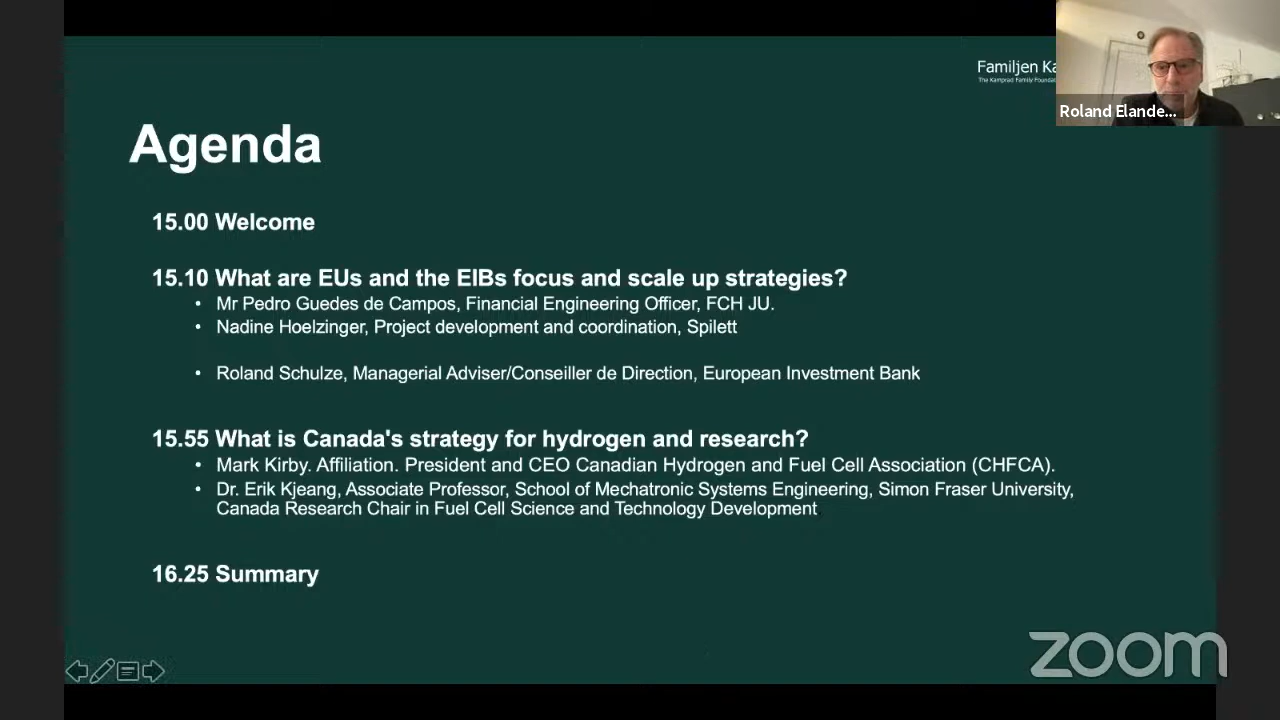 Familjen Ka
The Kamprad Family Founda
Roland Elande...
Agenda
15.00 Welcome
15.10 What are EUs and the EIBs focus and scale up strategies?
• Mr Pedro Guedes de Campos, Financial Engineering Officer, FCH JU.
• Nadine Hoelzinger, Project development and coordination, Spilett
• Roland Schulze, Managerial Adviser/Conseiller de Direction, European Investment Bank
15.55 What is Canada's strategy for hydrogen and research?
• Mark Kirby. Affiliation. President and CEO Canadian Hydrogen and Fuel Cell Association (CHFCA).
• Dr. Erik Kjeang, Associate Professor, School of Mechatronic Systems Engineering, Simon Fraser University,
Canada Research Chair in Fuel Cell Science and Technology Development
16.25 Summary
zoom